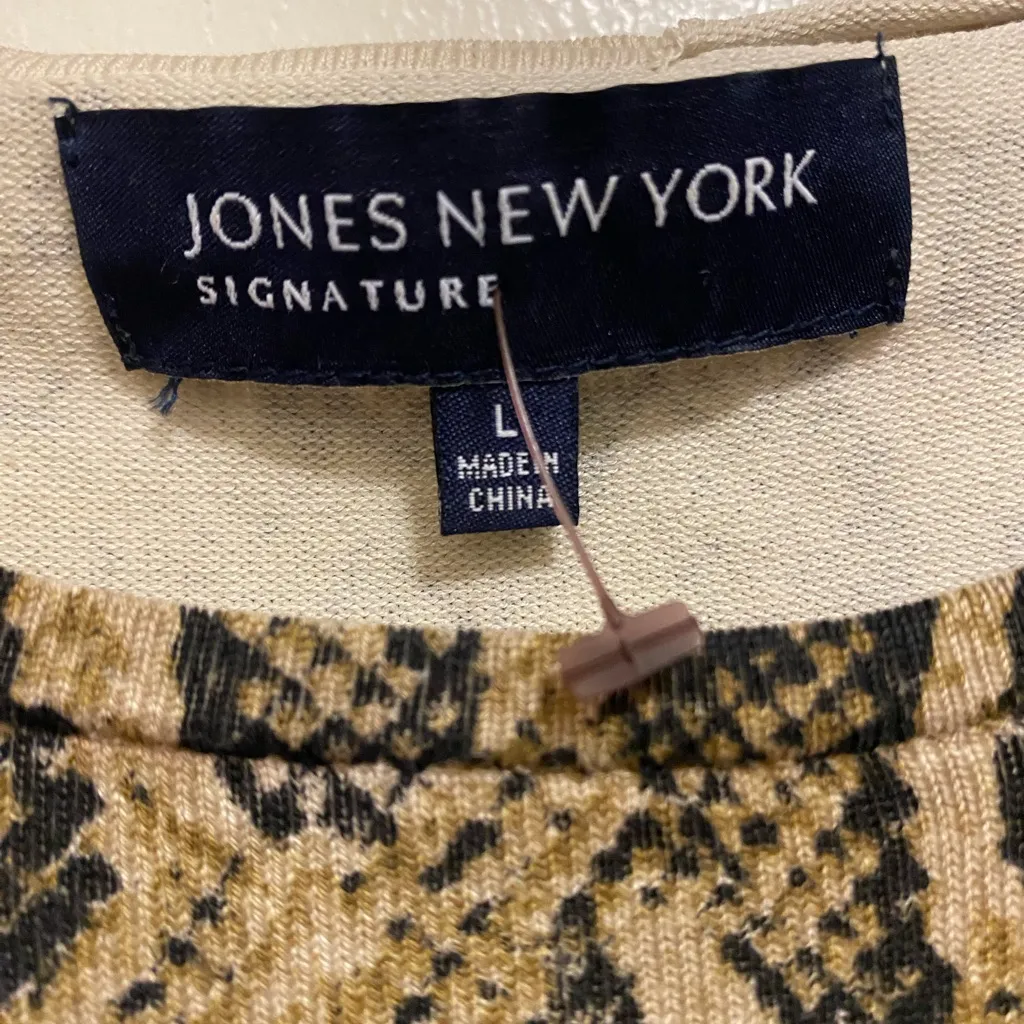 JONES NEW YORK
SIGNATURE
L
MADE IN
CHINA